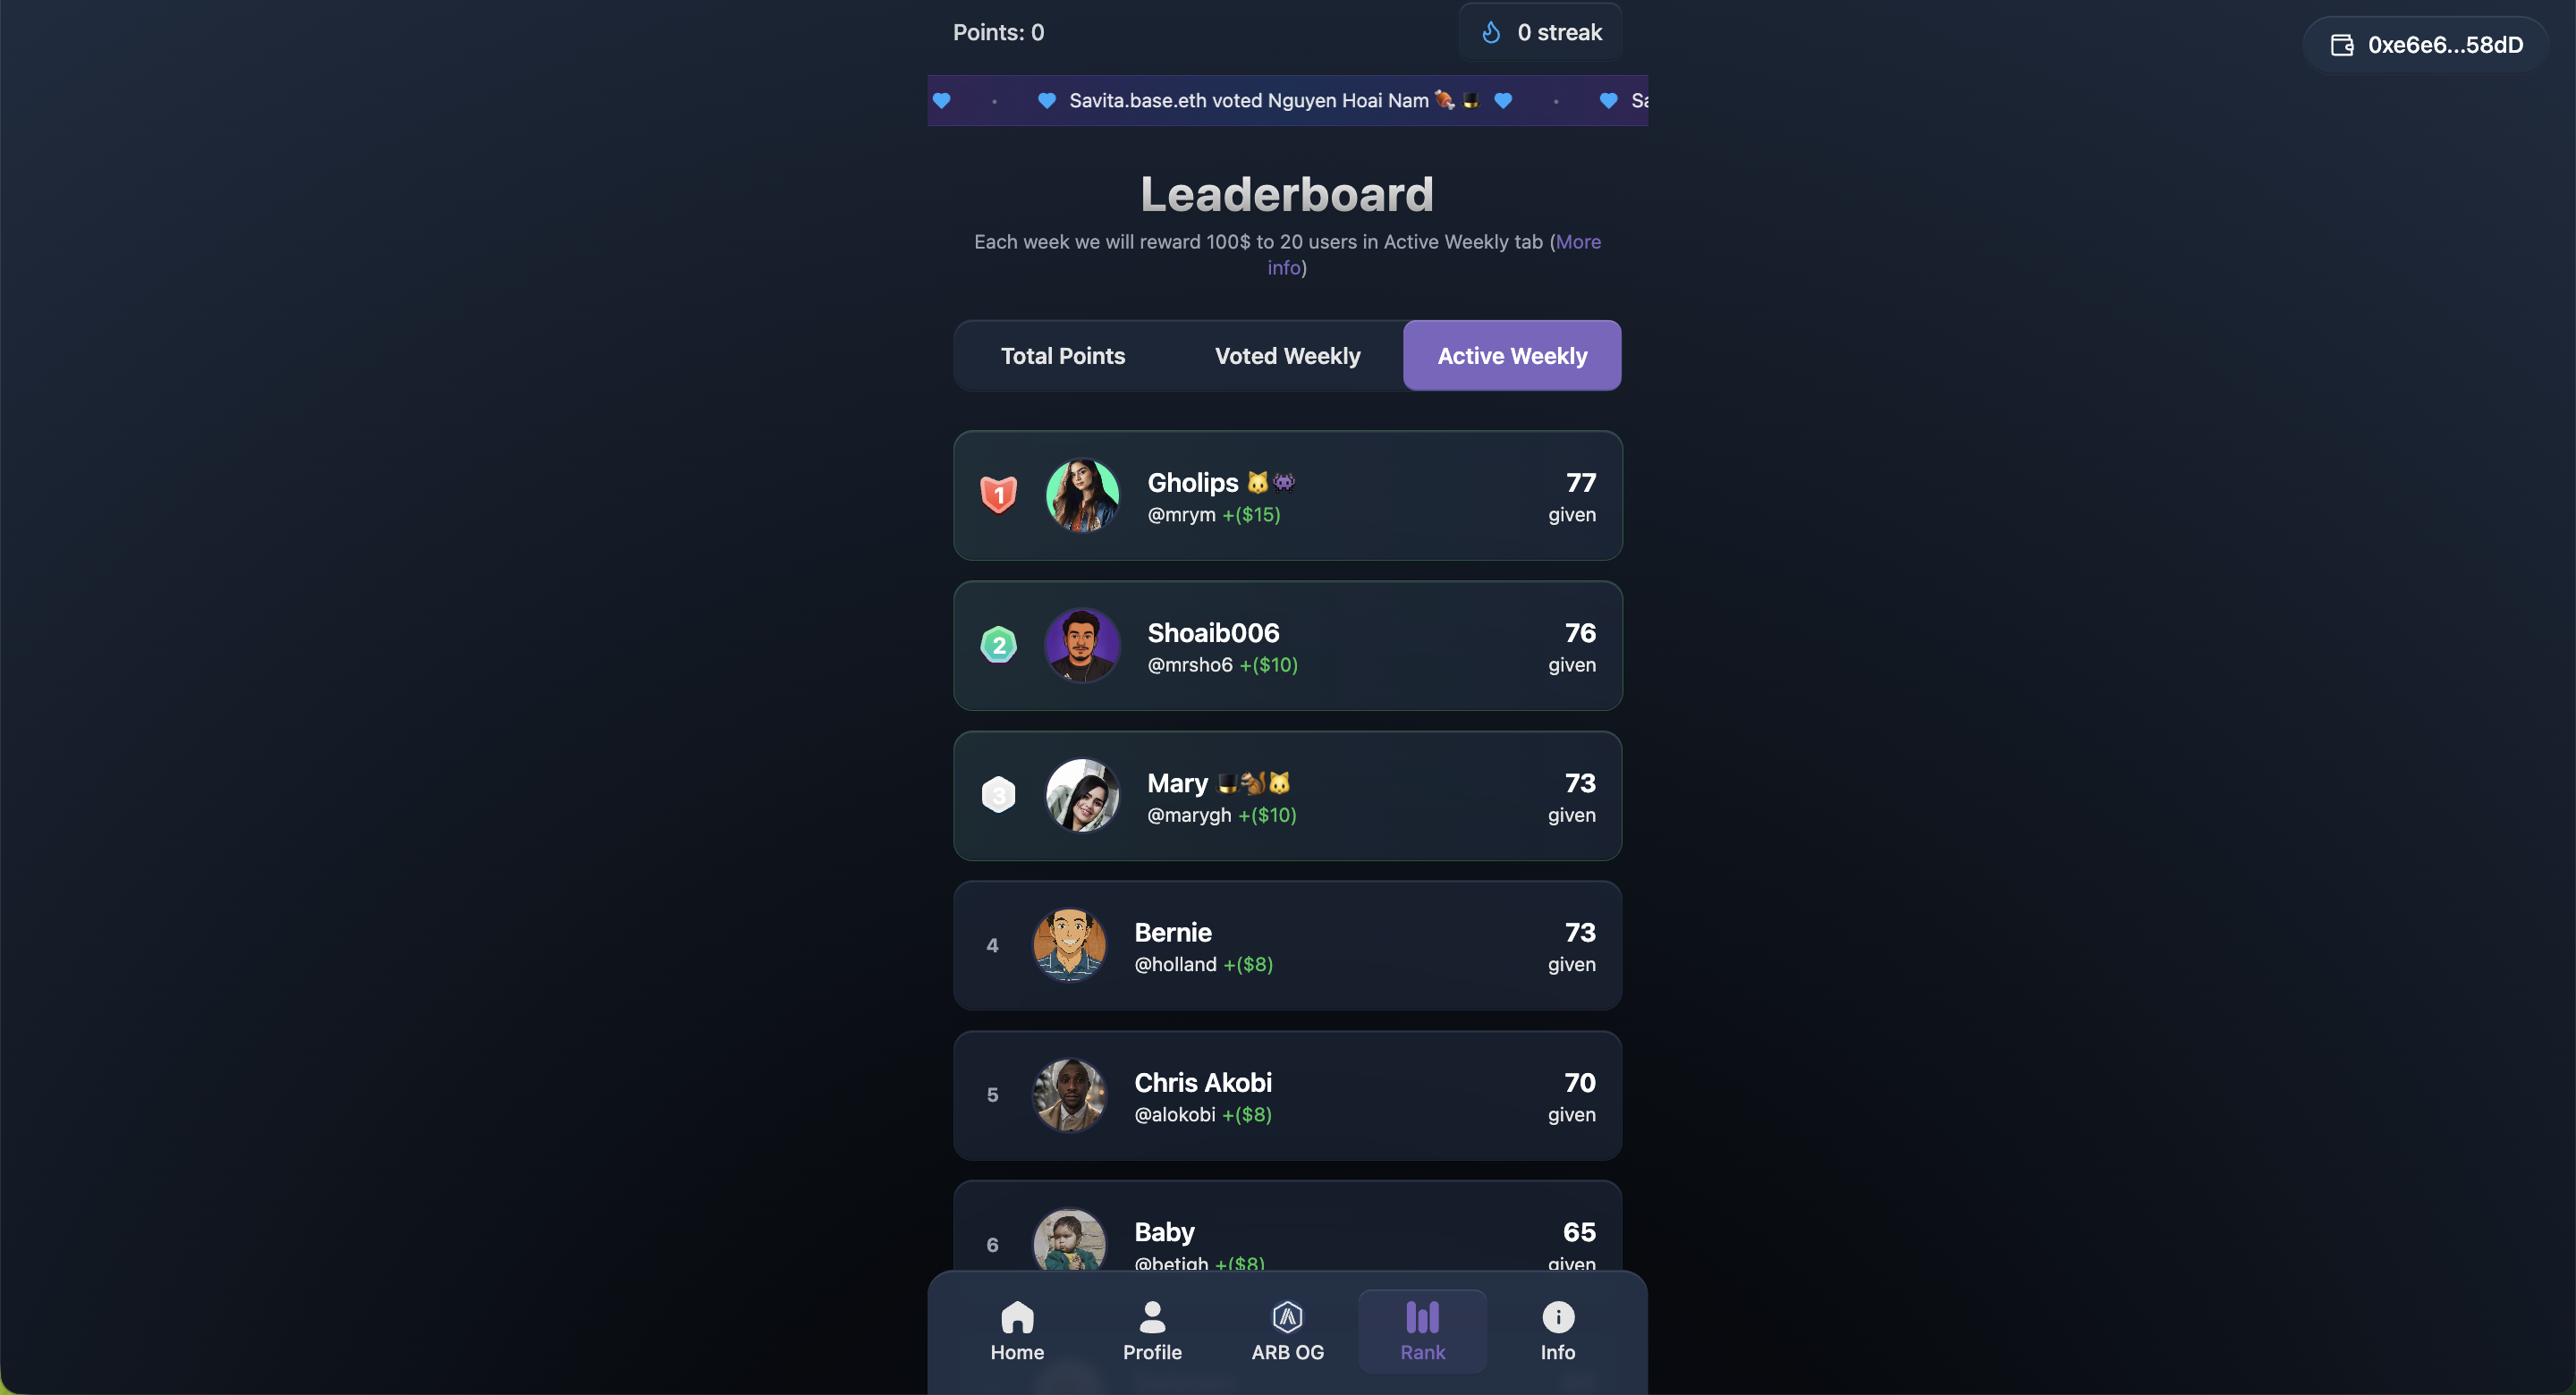 Points: 0
0 streak
0xe6e6...58dD
Savita.base.eth voted Nguyen Hoai Nam 🍖 🎩
Sa
Leaderboard
Each week we will reward 100$ to 20 users in Active Weekly tab (More
info)
Total Points
Voted Weekly
Active Weekly
1
Gholips 🐱👾
77
@mrym +($15)
given
2
Shoaib006
76
@mrsho6 +($10)
given
3
Mary 🎩🐿️🐱
73
@marygh +($10)
given
4
Bernie
73
@holland +($8)
given
5
Chris Akobi
70
@alokobi +($8)
given
6
Baby
65
@betigh +($8)
given
Home
Profile
ARB OG
Rank
Info